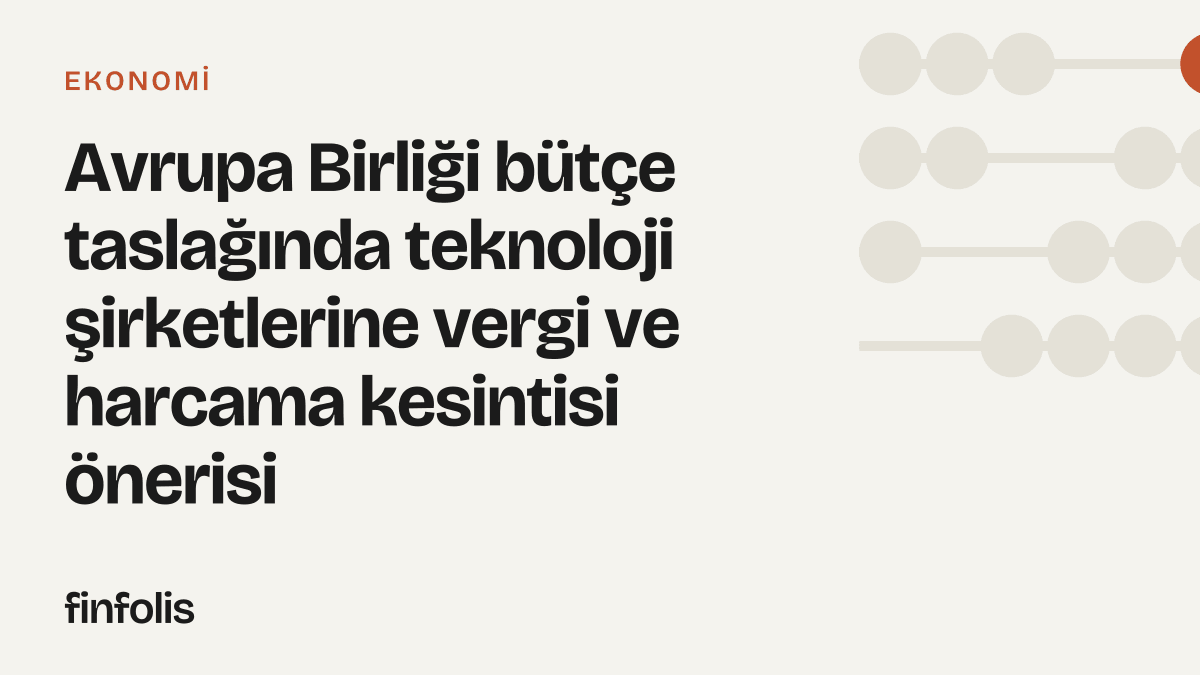 EKONOMİ
Avrupa Birliği bütçe
taslağında teknoloji
şirketlerine vergi ve
harcama kesintisi
önerisi
finfolis